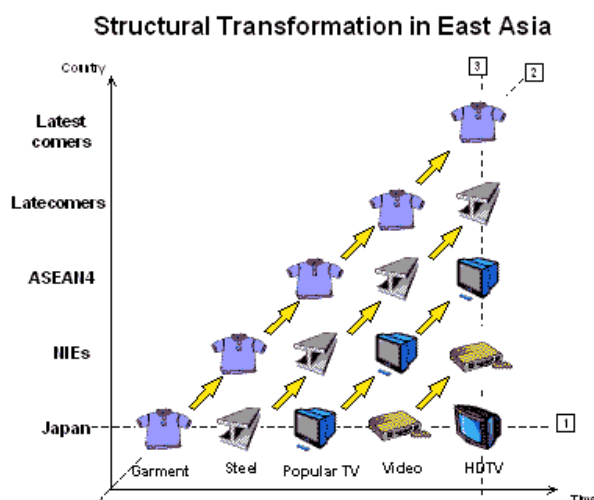 Structural Transformation in East Asia
Country
3
2
Latest
comers
Latecomers
ASEAN4
NIEs
Japan
1
Garment
Steel
Popular TV
Video
HDTV